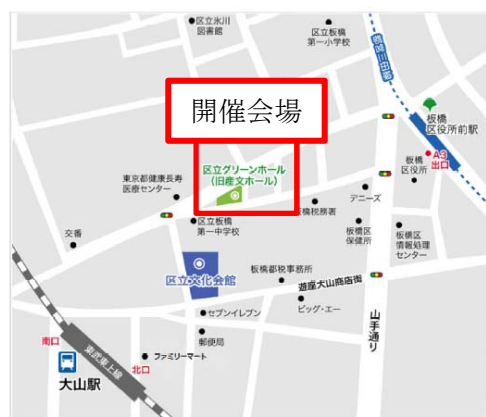 区立氷川
図書館
区立板橋
第一小学校
都営三田線
開催会場
板橋
区役所前駅
A3
出口
板橋
区役所
区立グリーンホール
(旧産文ホール)
東京都健康長寿
医療センター
デニーズ
板橋税務署
交番
区立板橋
第一中学校
板橋区
保健所
板橋区
情報処理
センター
区立文化会館
板橋都税事務所
遊座大山商店街
ビッグ・エー
山手通り
セブンイレブン
郵便局
南口
東武東上線
ファミリーマート
北口
大山駅